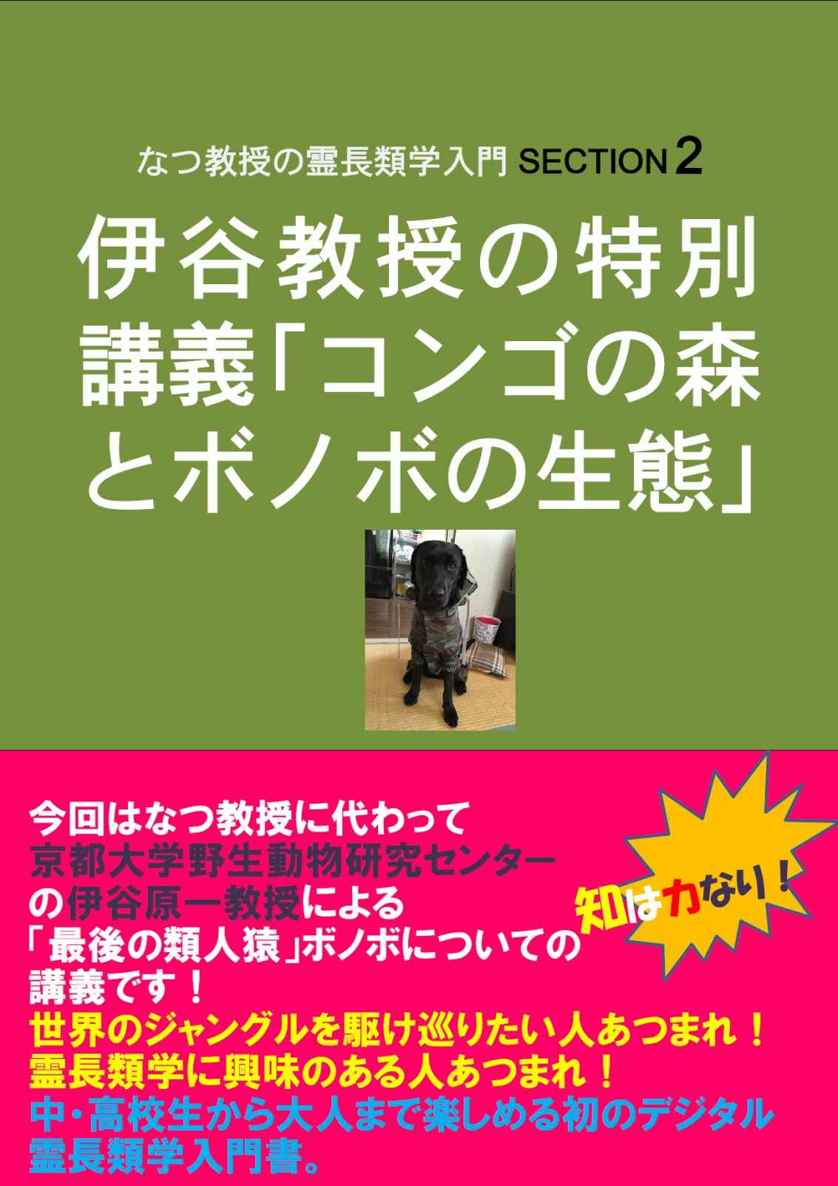 なつ教授の霊長類学入門 SECTION 2
伊谷教授の特別
講義「コンゴの森
とボノボの生態」
今回はなつ教授に代わって
京都大学野生動物研究センター
の伊谷原一教授による
「最後の類人猿」ボノボについての
講義です！
知は力なり！
世界のジャングルを駆け巡りたい人あつまれ！
霊長類学に興味のある人あつまれ！
中・高校生から大人まで楽しめる初のデジタル
霊長類学入門書。